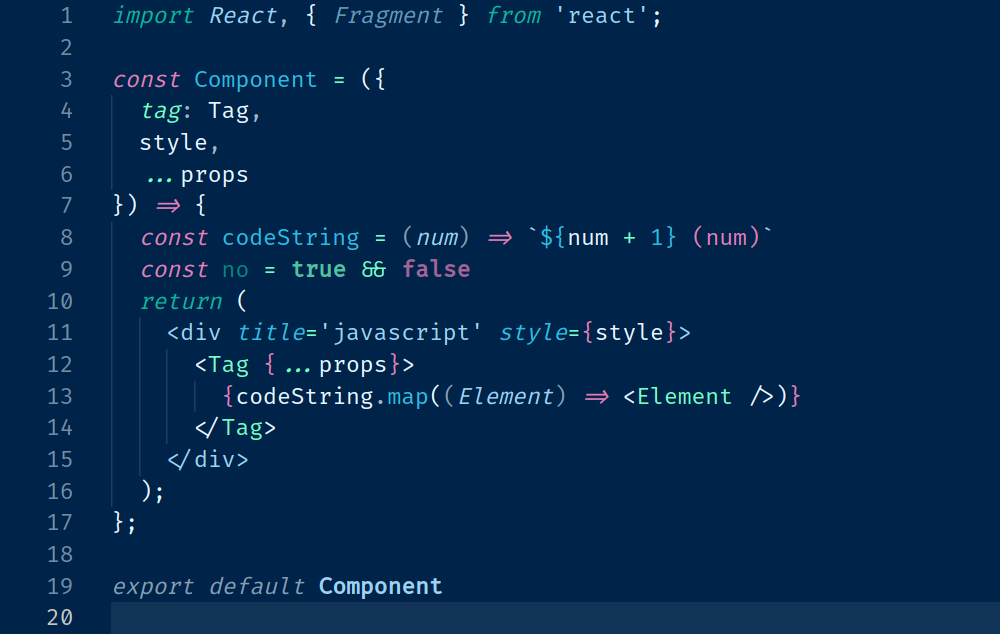 1 import React, { Fragment } from 'react';
2
3 const Component = ({
4   tag: Tag,
5   style,
6   ...props
7 }) => {
8   const codeString = (num) => `${num + 1} (num)`
9   const no = true && false
10   return (
11     <div title='javascript' style={style}>
12       <Tag {...props}>
13         {codeString.map((Element) => <Element />)}
14       </Tag>
15     </div>
16   );
17 };
18
19 export default Component
20